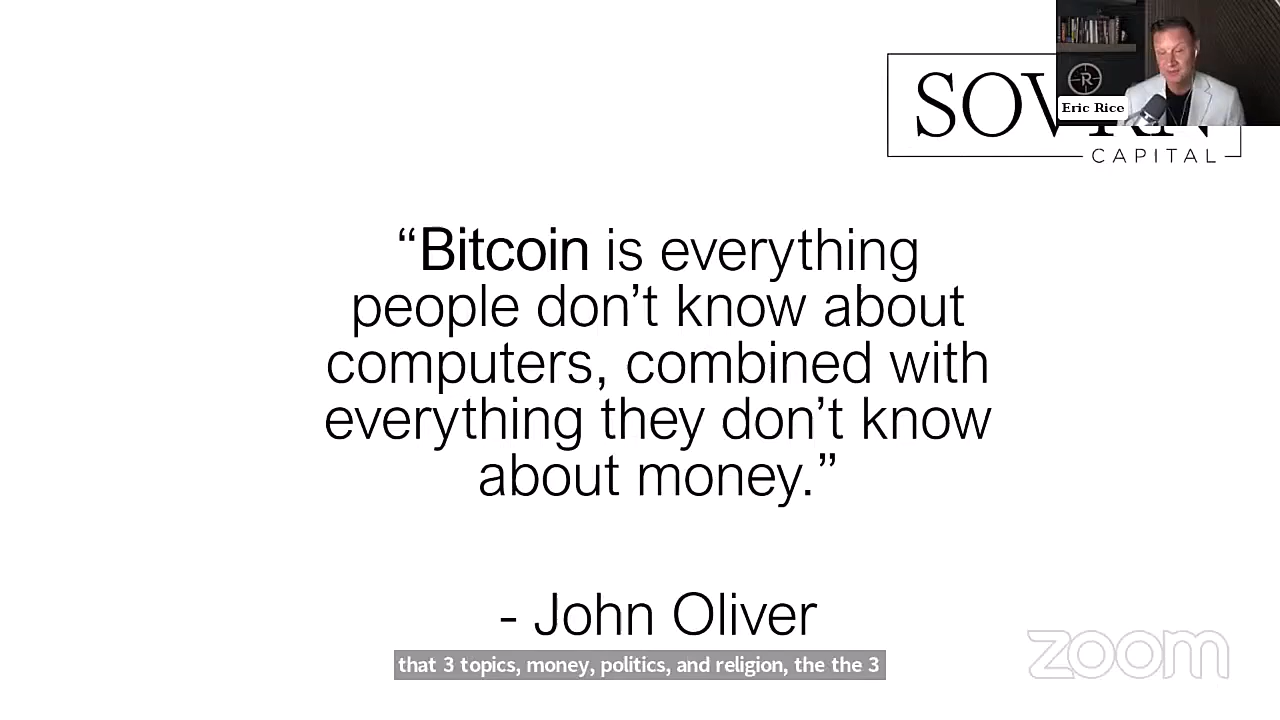 SOV
CAPITAL
R
Eric Rice
“Bitcoin is everything
people don’t know about
computers, combined with
everything they don’t know
about money.”
- John Oliver
that 3 topics, money, politics, and religion, the the 3
zoom